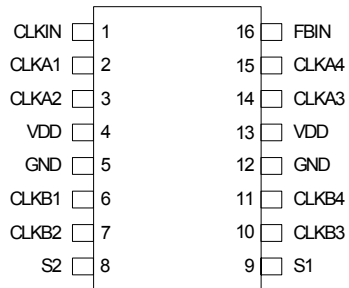 CLKIN 1 16 FBIN
CLKA1 2 15 CLKA4
CLKA2 3 14 CLKA3
VDD 4 13 VDD
GND 5 12 GND
CLKB1 6 11 CLKB4
CLKB2 7 10 CLKB3
S2 8 9 S1